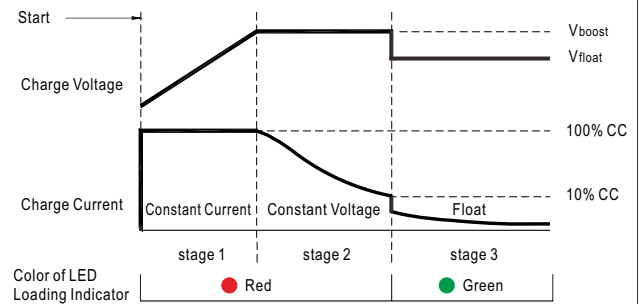 Start
Vboost
Vfloat
Charge Voltage
100% CC
10% CC
Charge Current
Constant Current
Constant Voltage
Float
stage 1
stage 2
stage 3
Color of LED
Loading Indicator
Red
Green